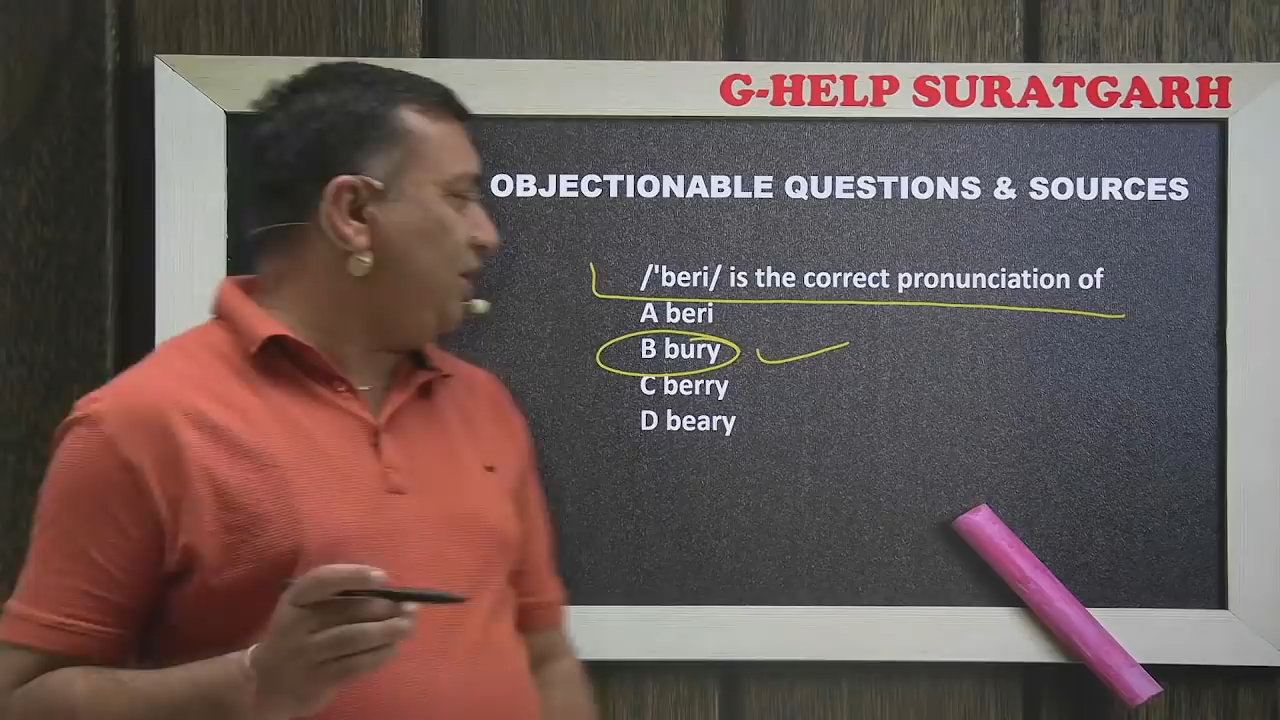 G-HELP SURATGARH
OBJECTIONABLE QUESTIONS & SOURCES
/'beri/ is the correct pronunciation of
A beri
B bury
C berry
D beary